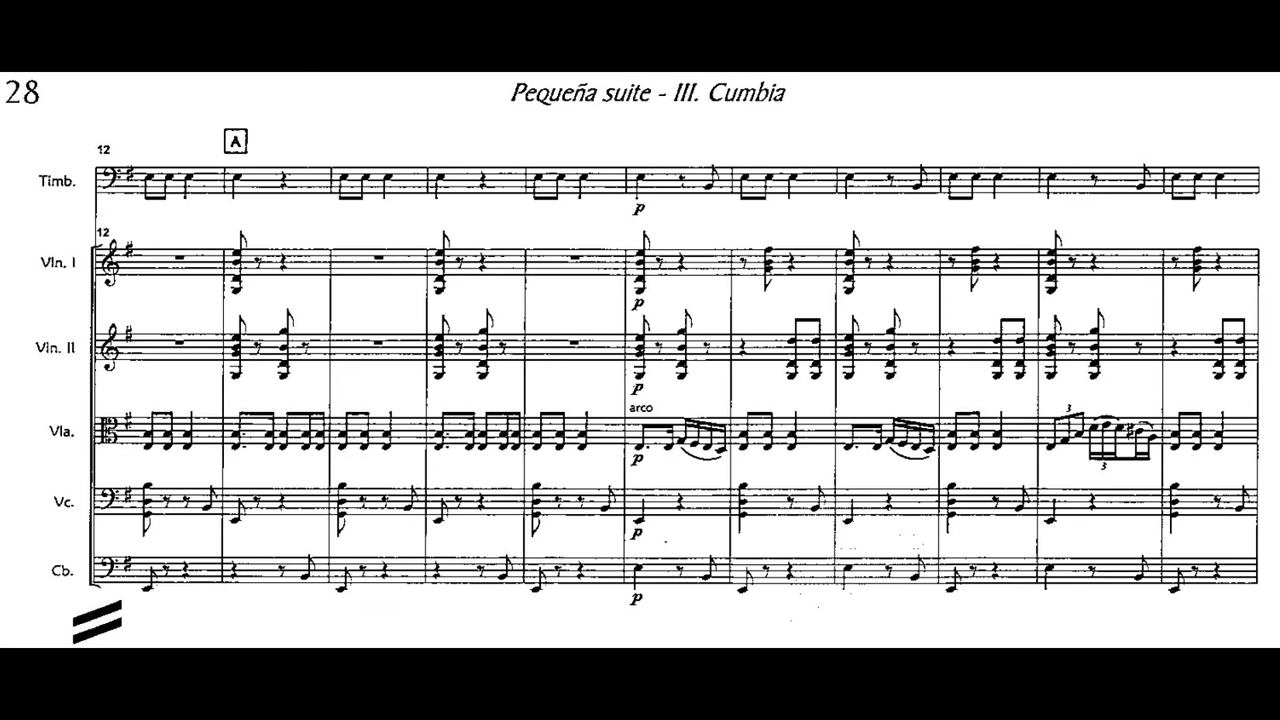 28
Pequeña suite - III. Cumbia
12
A
Timb.
p
12
Vln. I
p
Vln. II
p
arco
3
Vla.
p
3
Vc.
p
Cb.
p